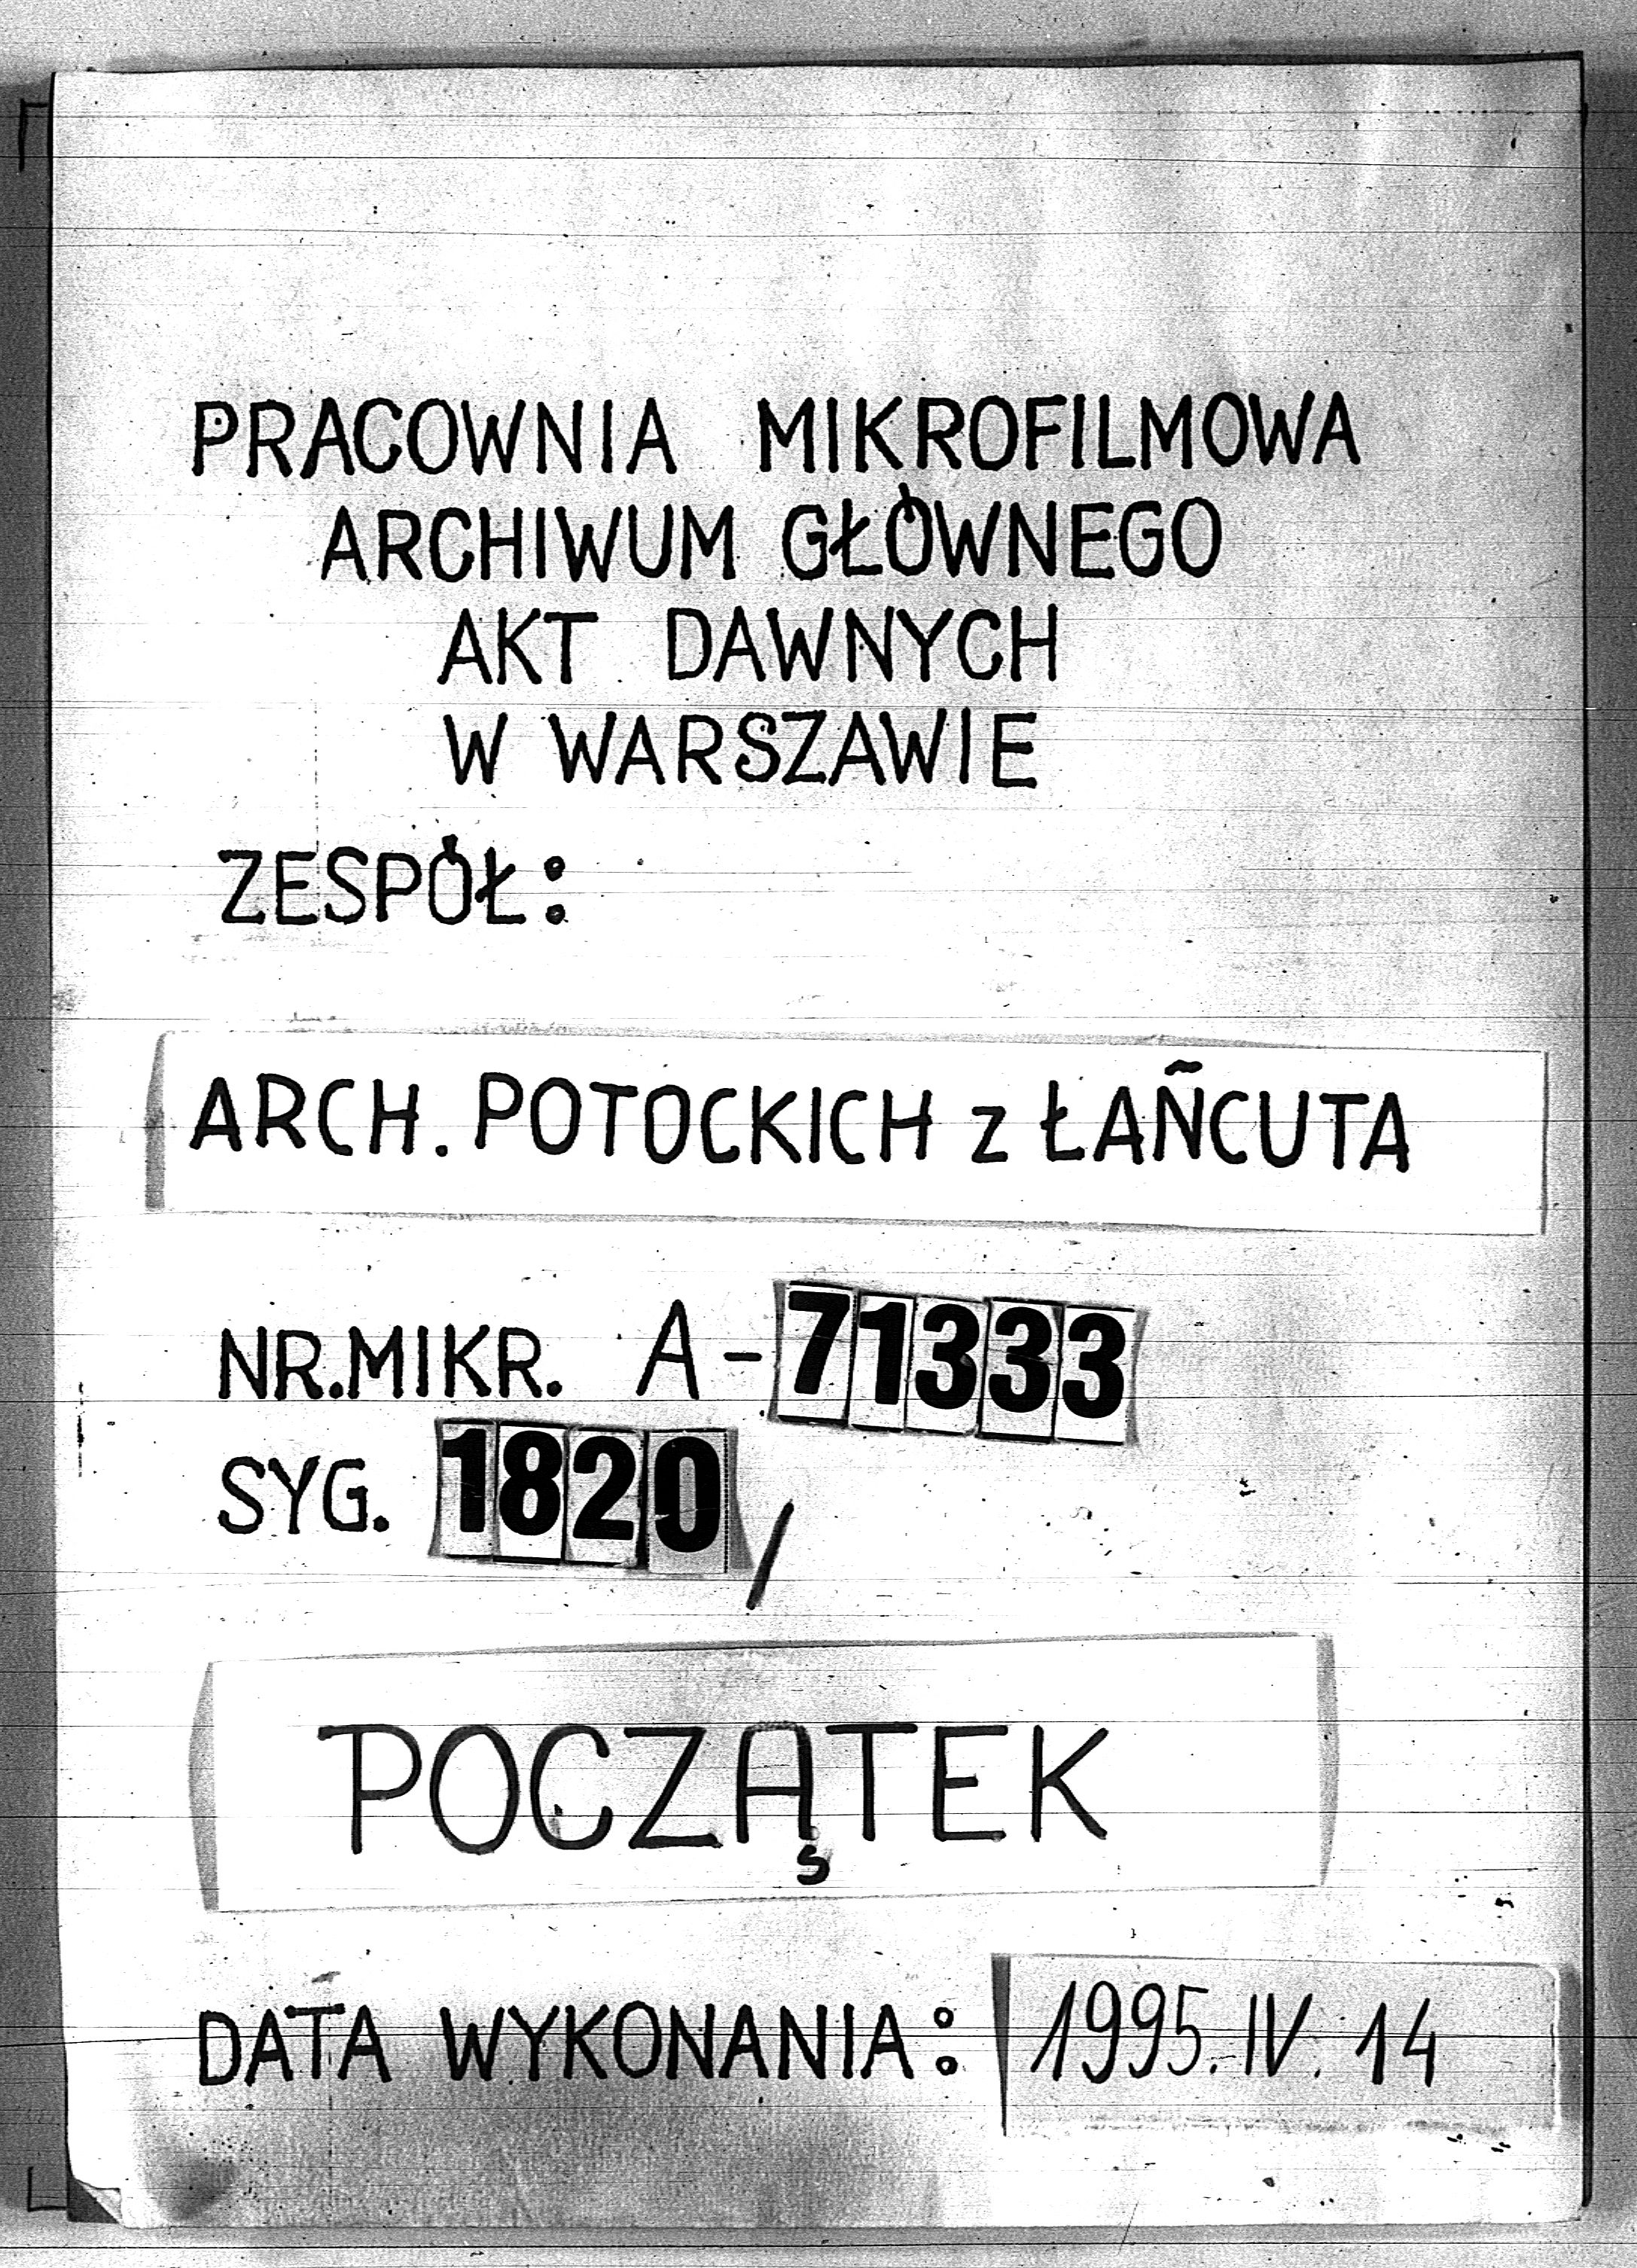 PRACOWNIA MIKROFILMOWA
ARCHIWUM GŁÓWNEGO
AKT DAWNYCH
W WARSZAWIE
ZESPÓŁ:
ARCH. POTOCKICH z ŁAŃCUTA
NR.MIKR. A-71333
SYG. 1820/
POCZĄTEK
DATA WYKONANIA: 1995.IV.14